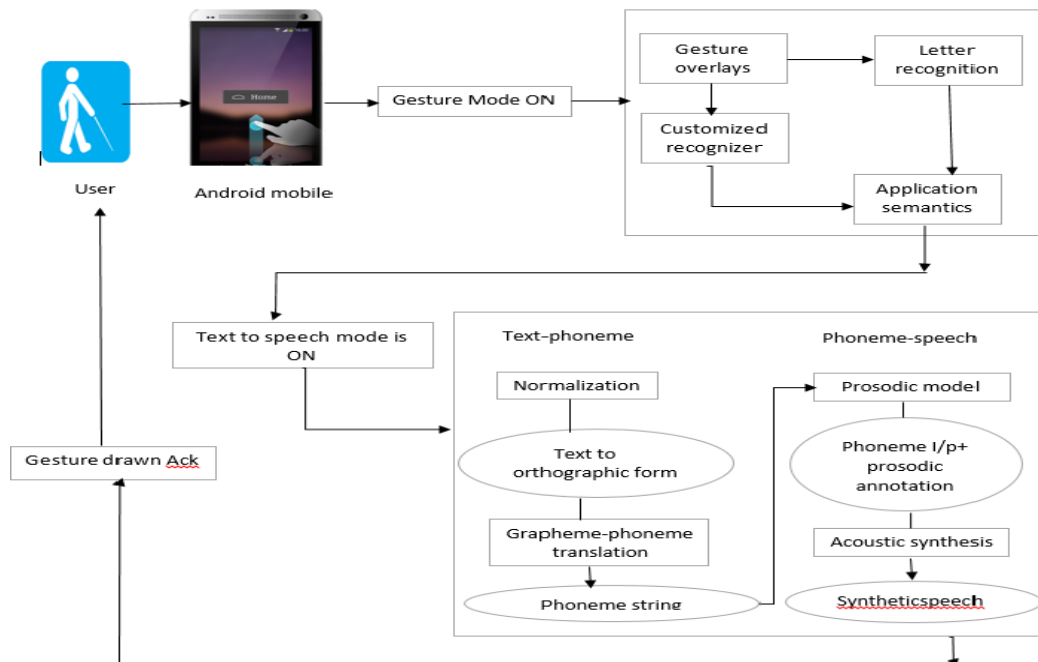 Home
User
Android mobile
Gesture Mode ON
Gesture
overlays
Letter
recognition
Customized
recognizer
Application
semantics
Text to speech mode is
ON
Text-phoneme
Phoneme-speech
Normalization
Text to
orthographic form
Grapheme-phoneme
translation
Phoneme string
Prosodic model
Phoneme I/p+
prosodic
annotation
Acoustic synthesis
Syntheticspeech
Gesture drawn Ack